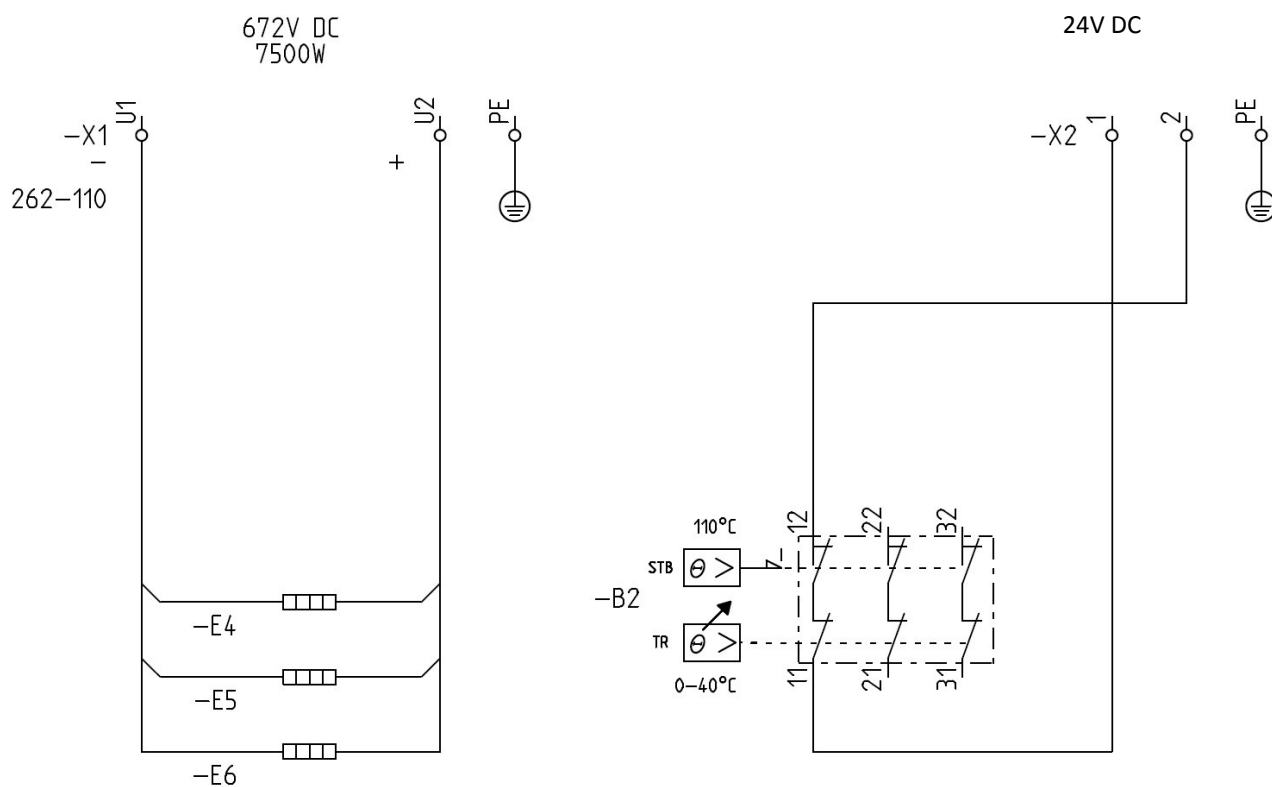 672V DC
7500W
24V DC
U1
U2
PE
1
2
PE
–X1
–X2
–
+
262–110
110°C
12
22
32
STB
θ >
–B2
–E4
TR
θ >
0–40°C
11
21
31
–E5
–E6